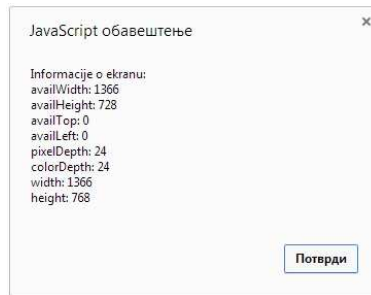 JavaScript обавештење
Informacije o ekranu:
availWidth: 1366
availHeight: 728
availTop: 0
availLeft: 0
pixelDepth: 24
colorDepth: 24
width: 1366
height: 768
Потврди